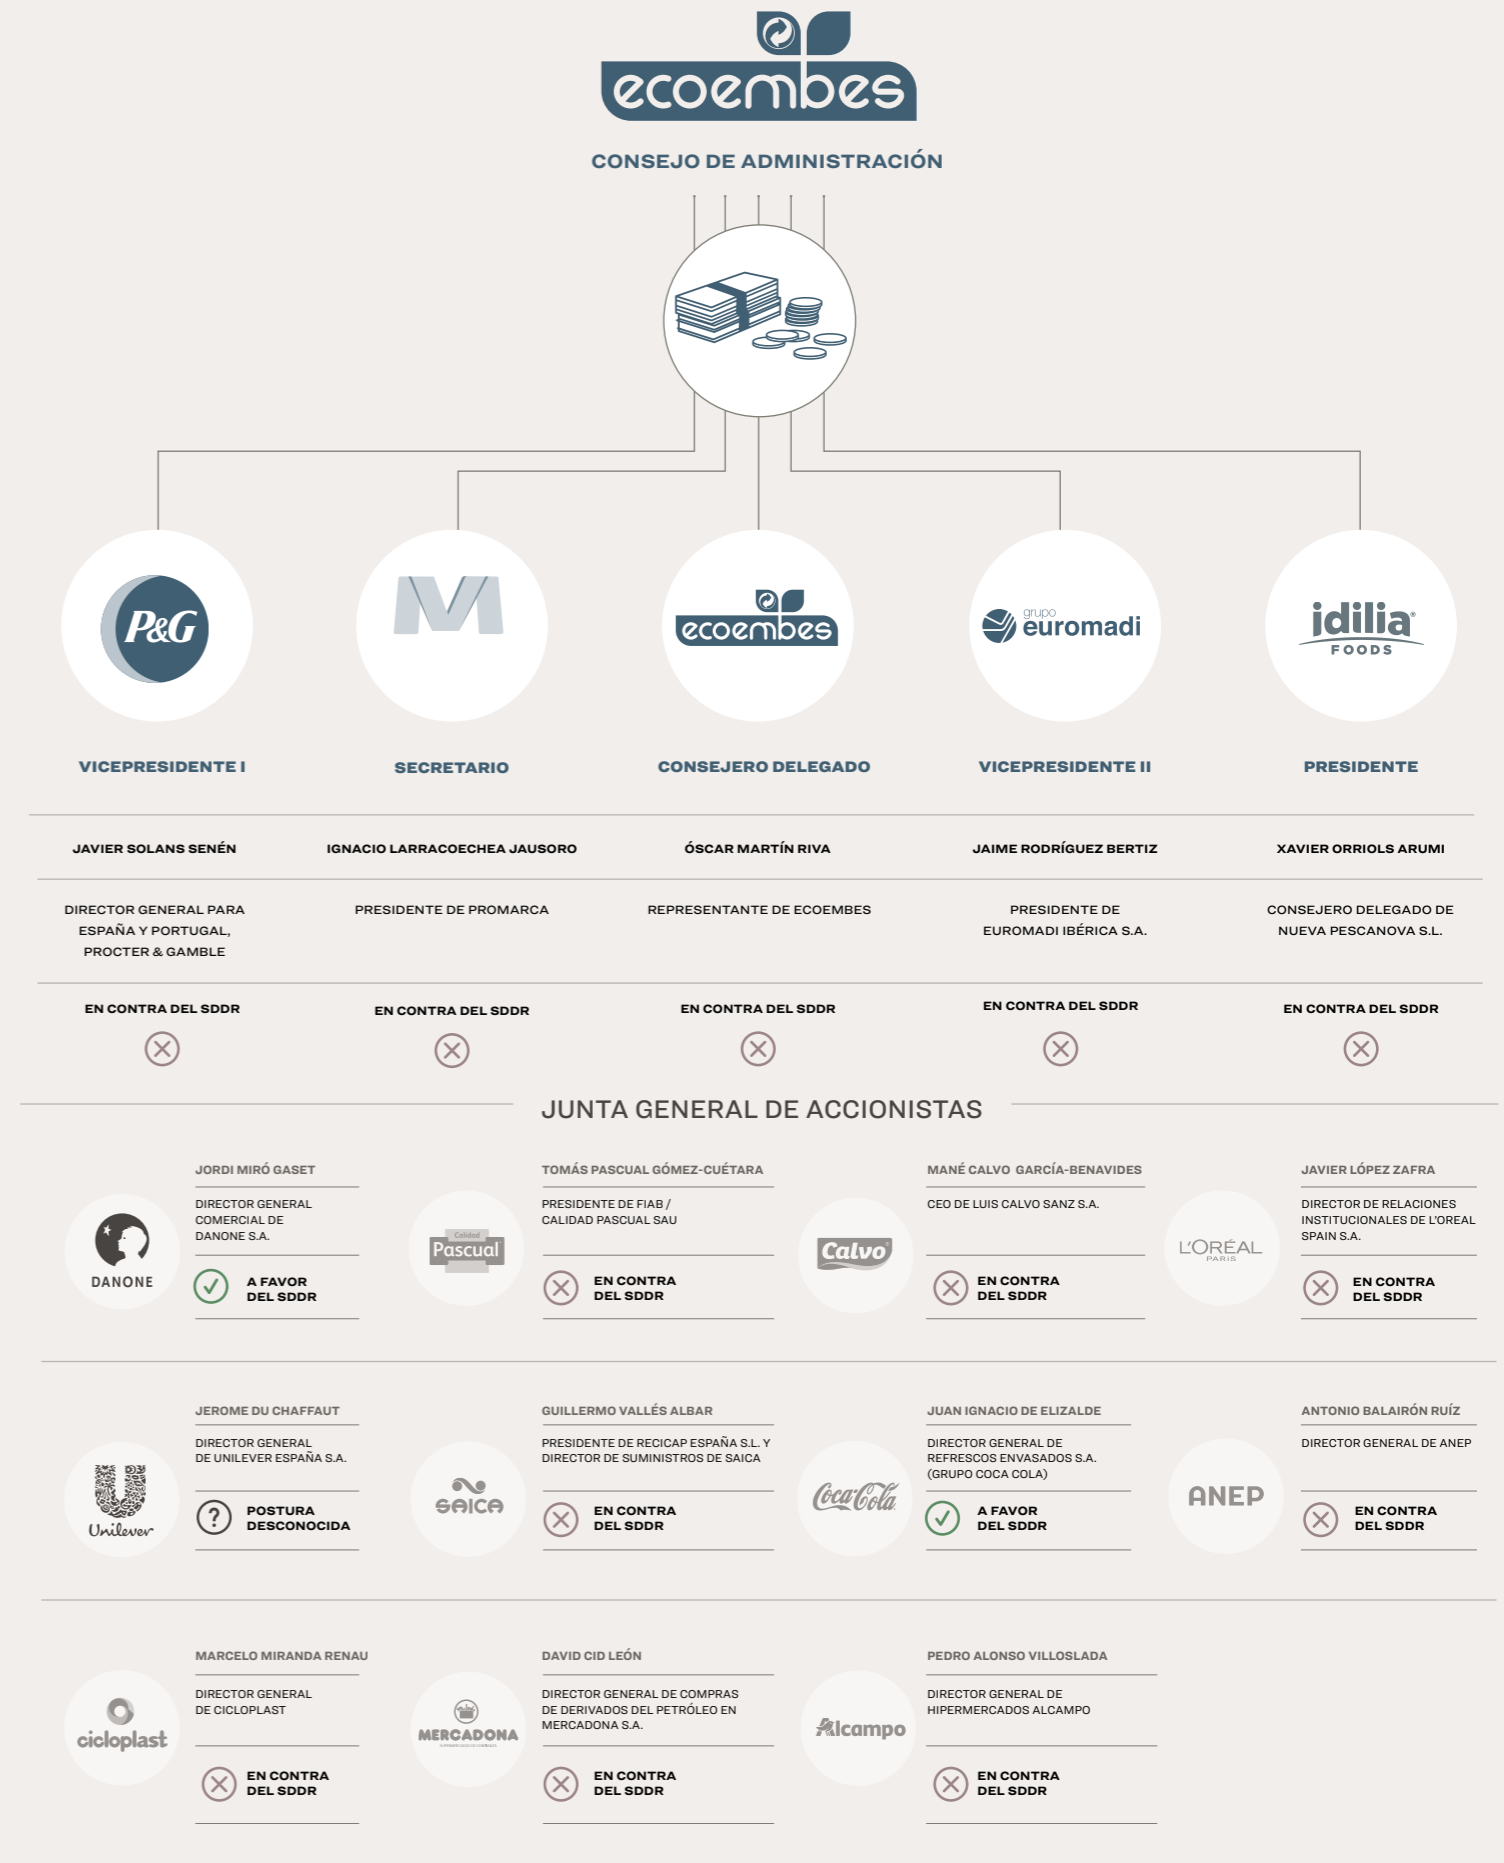 ecoembes
CONSEJO DE ADMINISTRACIÓN
P&G
M
ecoembes
grupo
euromadi
idilia
FOODS
VICEPRESIDENTE I
SECRETARIO
CONSEJERO DELEGADO
VICEPRESIDENTE II
PRESIDENTE
JAVIER SOLANS SENÉN
IGNACIO LARRACOECHEA JAUSORO
ÓSCAR MARTÍN RIVA
JAIME RODRÍGUEZ BERTIZ
XAVIER ORRIOLS ARUMI
DIRECTOR GENERAL PARA
ESPAÑA Y PORTUGAL,
PROCTER & GAMBLE
PRESIDENTE DE PROMARCA
REPRESENTANTE DE ECOEMBES
PRESIDENTE DE
EUROMADI IBÉRICA S.A.
CONSEJERO DELEGADO DE
NUEVA PESCANOVA S.L.
EN CONTRA DEL SDDR
EN CONTRA DEL SDDR
EN CONTRA DEL SDDR
EN CONTRA DEL SDDR
EN CONTRA DEL SDDR
JUNTA GENERAL DE ACCIONISTAS
DANONE
JORDI MIRÓ GASET
DIRECTOR GENERAL
COMERCIAL DE
DANONE S.A.
A FAVOR
DEL SDDR
Calidad
Pascual
TOMÁS PASCUAL GÓMEZ-CUÉTARA
PRESIDENTE DE FIAB /
CALIDAD PASCUAL SAU
EN CONTRA
DEL SDDR
Calvo
MANÉ CALVO GARCÍA-BENAVIDES
CEO DE LUIS CALVO SANZ S.A.
EN CONTRA
DEL SDDR
L'ORÉAL
PARIS
JAVIER LÓPEZ ZAFRA
DIRECTOR DE RELACIONES
INSTITUCIONALES DE L'OREAL
SPAIN S.A.
EN CONTRA
DEL SDDR
Unilever
JEROME DU CHAFFAUT
DIRECTOR GENERAL
DE UNILEVER ESPAÑA S.A.
?
POSTURA
DESCONOCIDA
SAICA
GUILLERMO VALLÉS ALBAR
PRESIDENTE DE RECICAP ESPAÑA S.L. Y
DIRECTOR DE SUMINISTROS DE SAICA
EN CONTRA
DEL SDDR
Coca-Cola
JUAN IGNACIO DE ELIZALDE
DIRECTOR GENERAL DE
REFRESCOS ENVASADOS S.A.
(GRUPO COCA COLA)
A FAVOR
DEL SDDR
ANEP
ANTONIO BALAIRÓN RUÍZ
DIRECTOR GENERAL DE ANEP
EN CONTRA
DEL SDDR
cicloplast
MARCELO MIRANDA RENAU
DIRECTOR GENERAL
DE CICLOPLAST
EN CONTRA
DEL SDDR
MERCADONA
DAVID CID LEÓN
DIRECTOR GENERAL DE COMPRAS
DE DERIVADOS DEL PETRÓLEO EN
MERCADONA S.A.
EN CONTRA
DEL SDDR
Alcampo
PEDRO ALONSO VILLOSLADA
DIRECTOR GENERAL DE
HIPERMERCADOS ALCAMPO
EN CONTRA
DEL SDDR